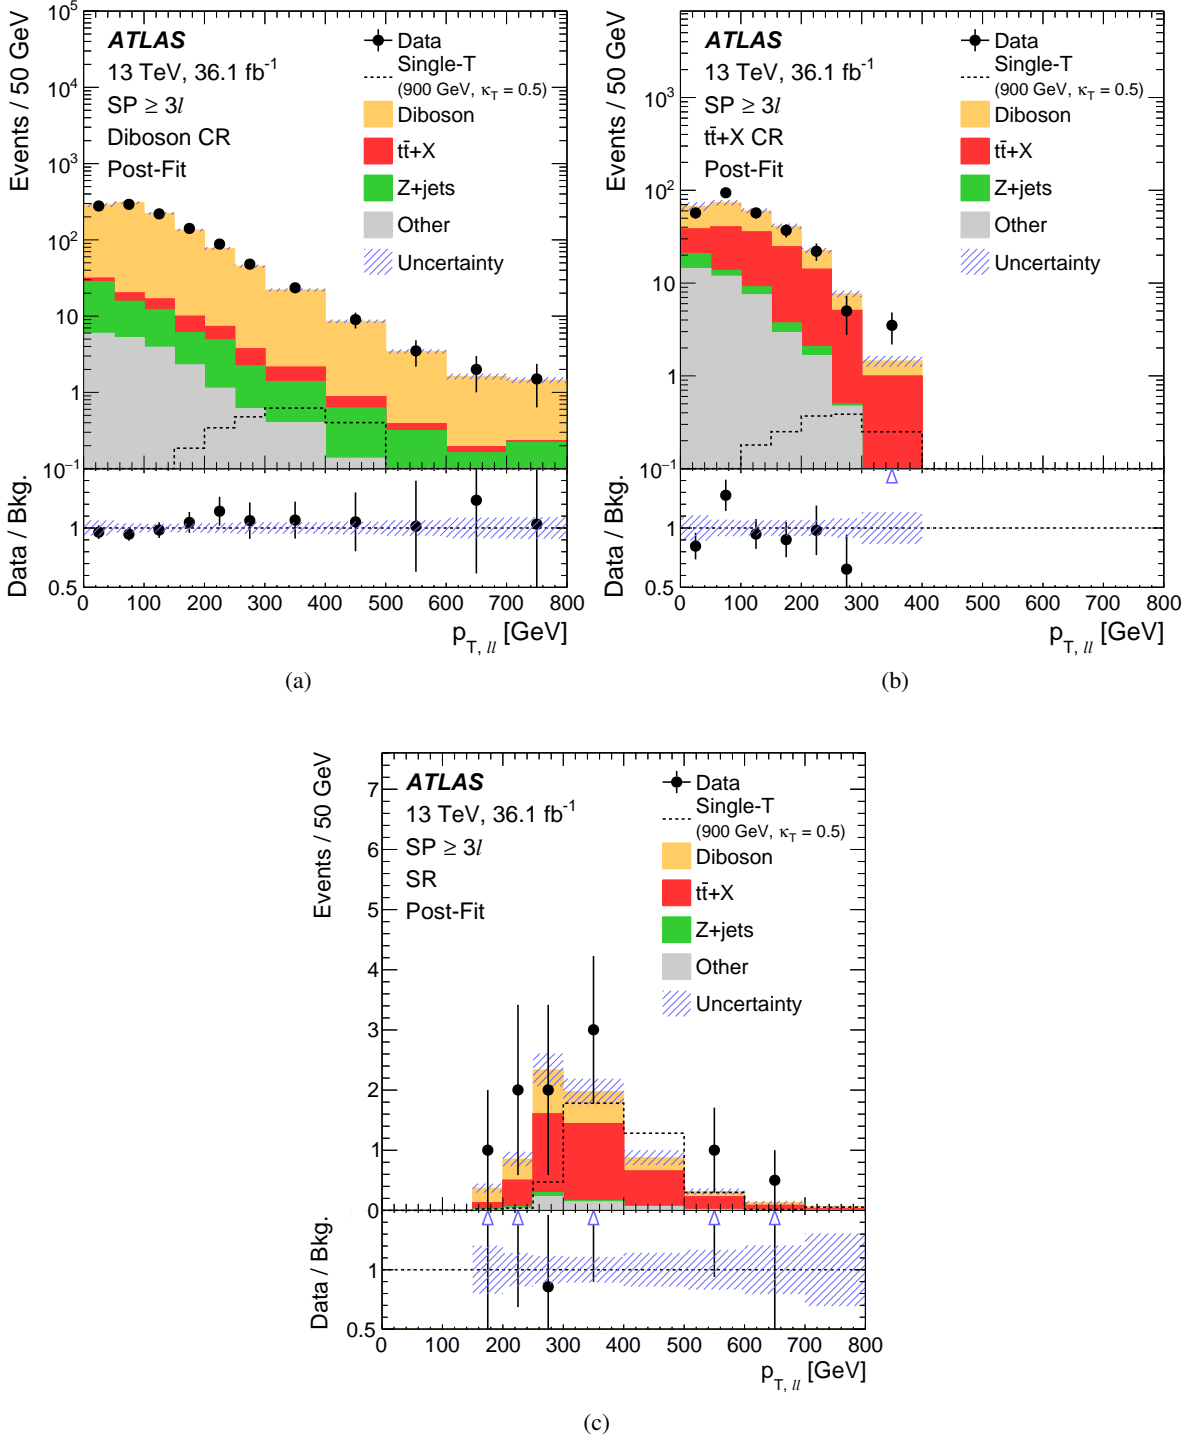 Events / 50 GeV
10⁵
10⁴
10³
10²
10
1
10⁻¹
ATLAS
13 TeV, 36.1 fb⁻¹
SP ≥ 3l
Diboson CR
Post-Fit
Data
Single-T
(900 GeV, κ_T = 0.5)
Diboson
tt̄+X
Z+jets
Other
Uncertainty
Data / Bkg.
1
0.5
0 100 200 300 400 500 600 700 800
p_T, ll [GeV]
(a)
Events / 50 GeV
10³
10²
10
1
10⁻¹
ATLAS
13 TeV, 36.1 fb⁻¹
SP ≥ 3l
tt̄+X CR
Post-Fit
Data
Single-T
(900 GeV, κ_T = 0.5)
Diboson
tt̄+X
Z+jets
Other
Uncertainty
Data / Bkg.
1
0.5
0 100 200 300 400 500 600 700 800
p_T, ll [GeV]
(b)
Events / 50 GeV
7
6
5
4
3
2
1
0
ATLAS
13 TeV, 36.1 fb⁻¹
SP ≥ 3l
SR
Post-Fit
Data
Single-T
(900 GeV, κ_T = 0.5)
Diboson
tt̄+X
Z+jets
Other
Uncertainty
Data / Bkg.
1
0.5
0 100 200 300 400 500 600 700 800
p_T, ll [GeV]
(c)